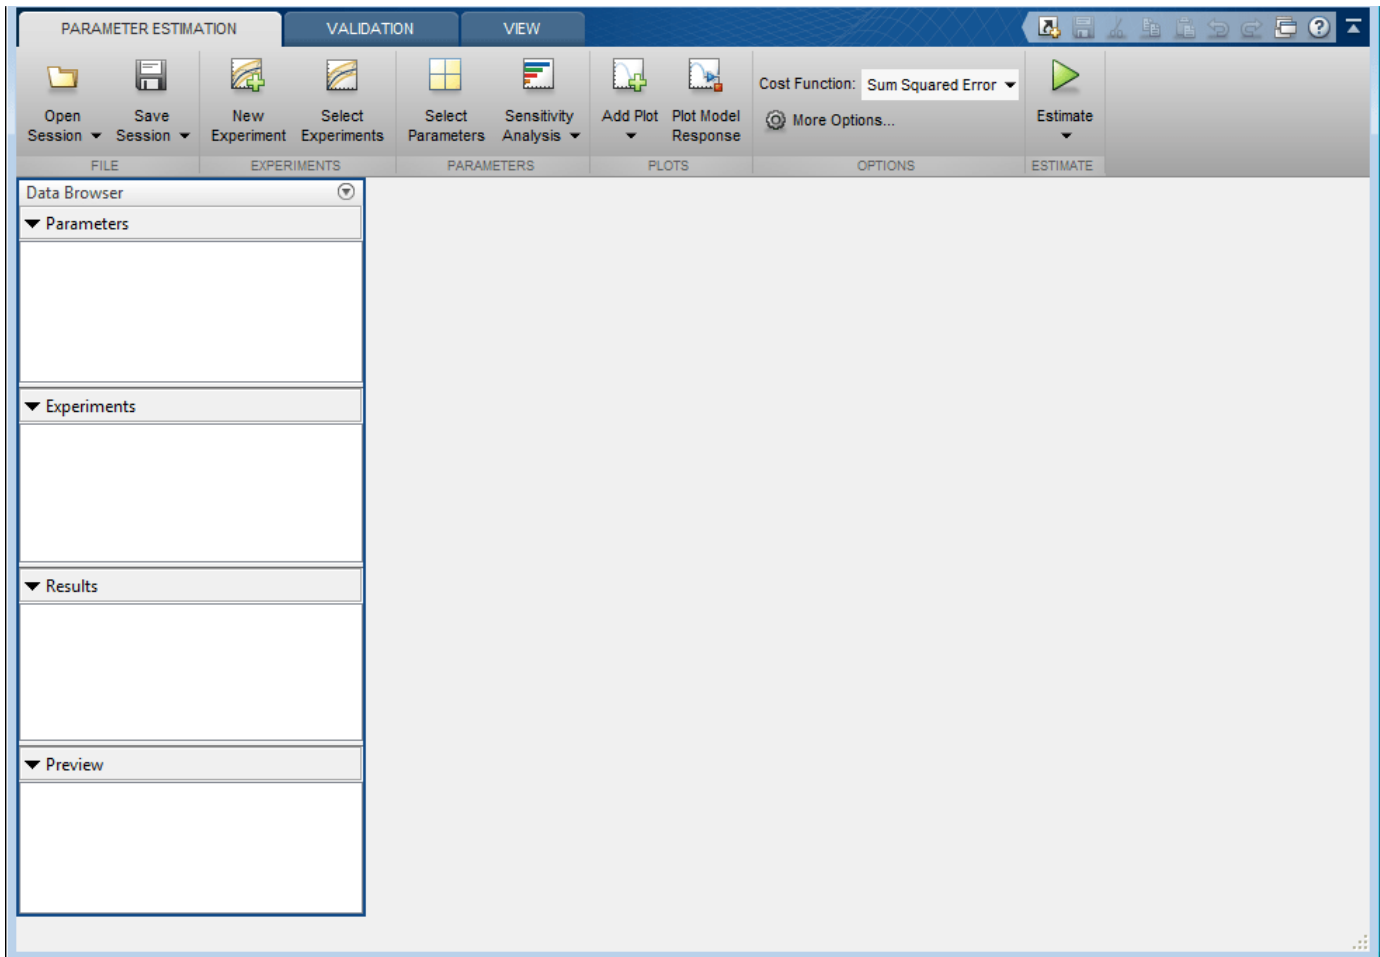 PARAMETER ESTIMATION VALIDATION VIEW
Open Save New Select Select Sensitivity Add Plot Plot Model Cost Function: Sum Squared Error Estimate
Session Session Experiment Experiments Parameters Analysis Response More Options...
FILE EXPERIMENTS PARAMETERS PLOTS OPTIONS ESTIMATE
Data Browser
Parameters
Experiments
Results
Preview